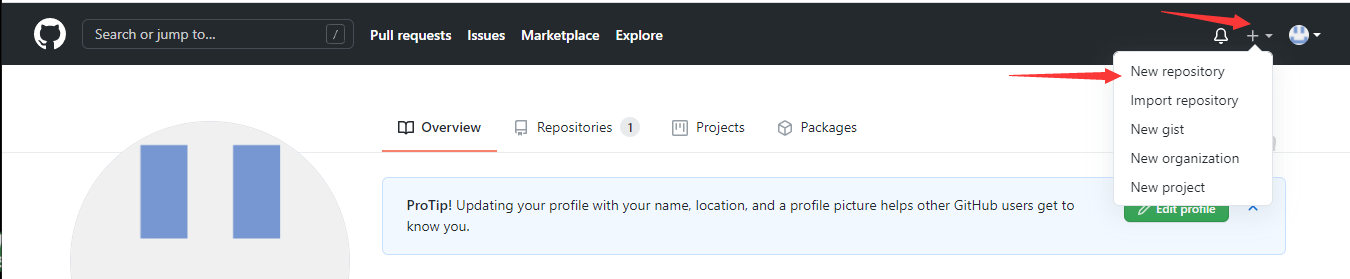 Search or jump to... /
Pull requests Issues Marketplace Explore
New repository
Import repository
New gist
New organization
New project
Overview Repositories 1 Projects Packages
ProTip! Updating your profile with your name, location, and a profile picture helps other GitHub users get to
know you.
Edit profile